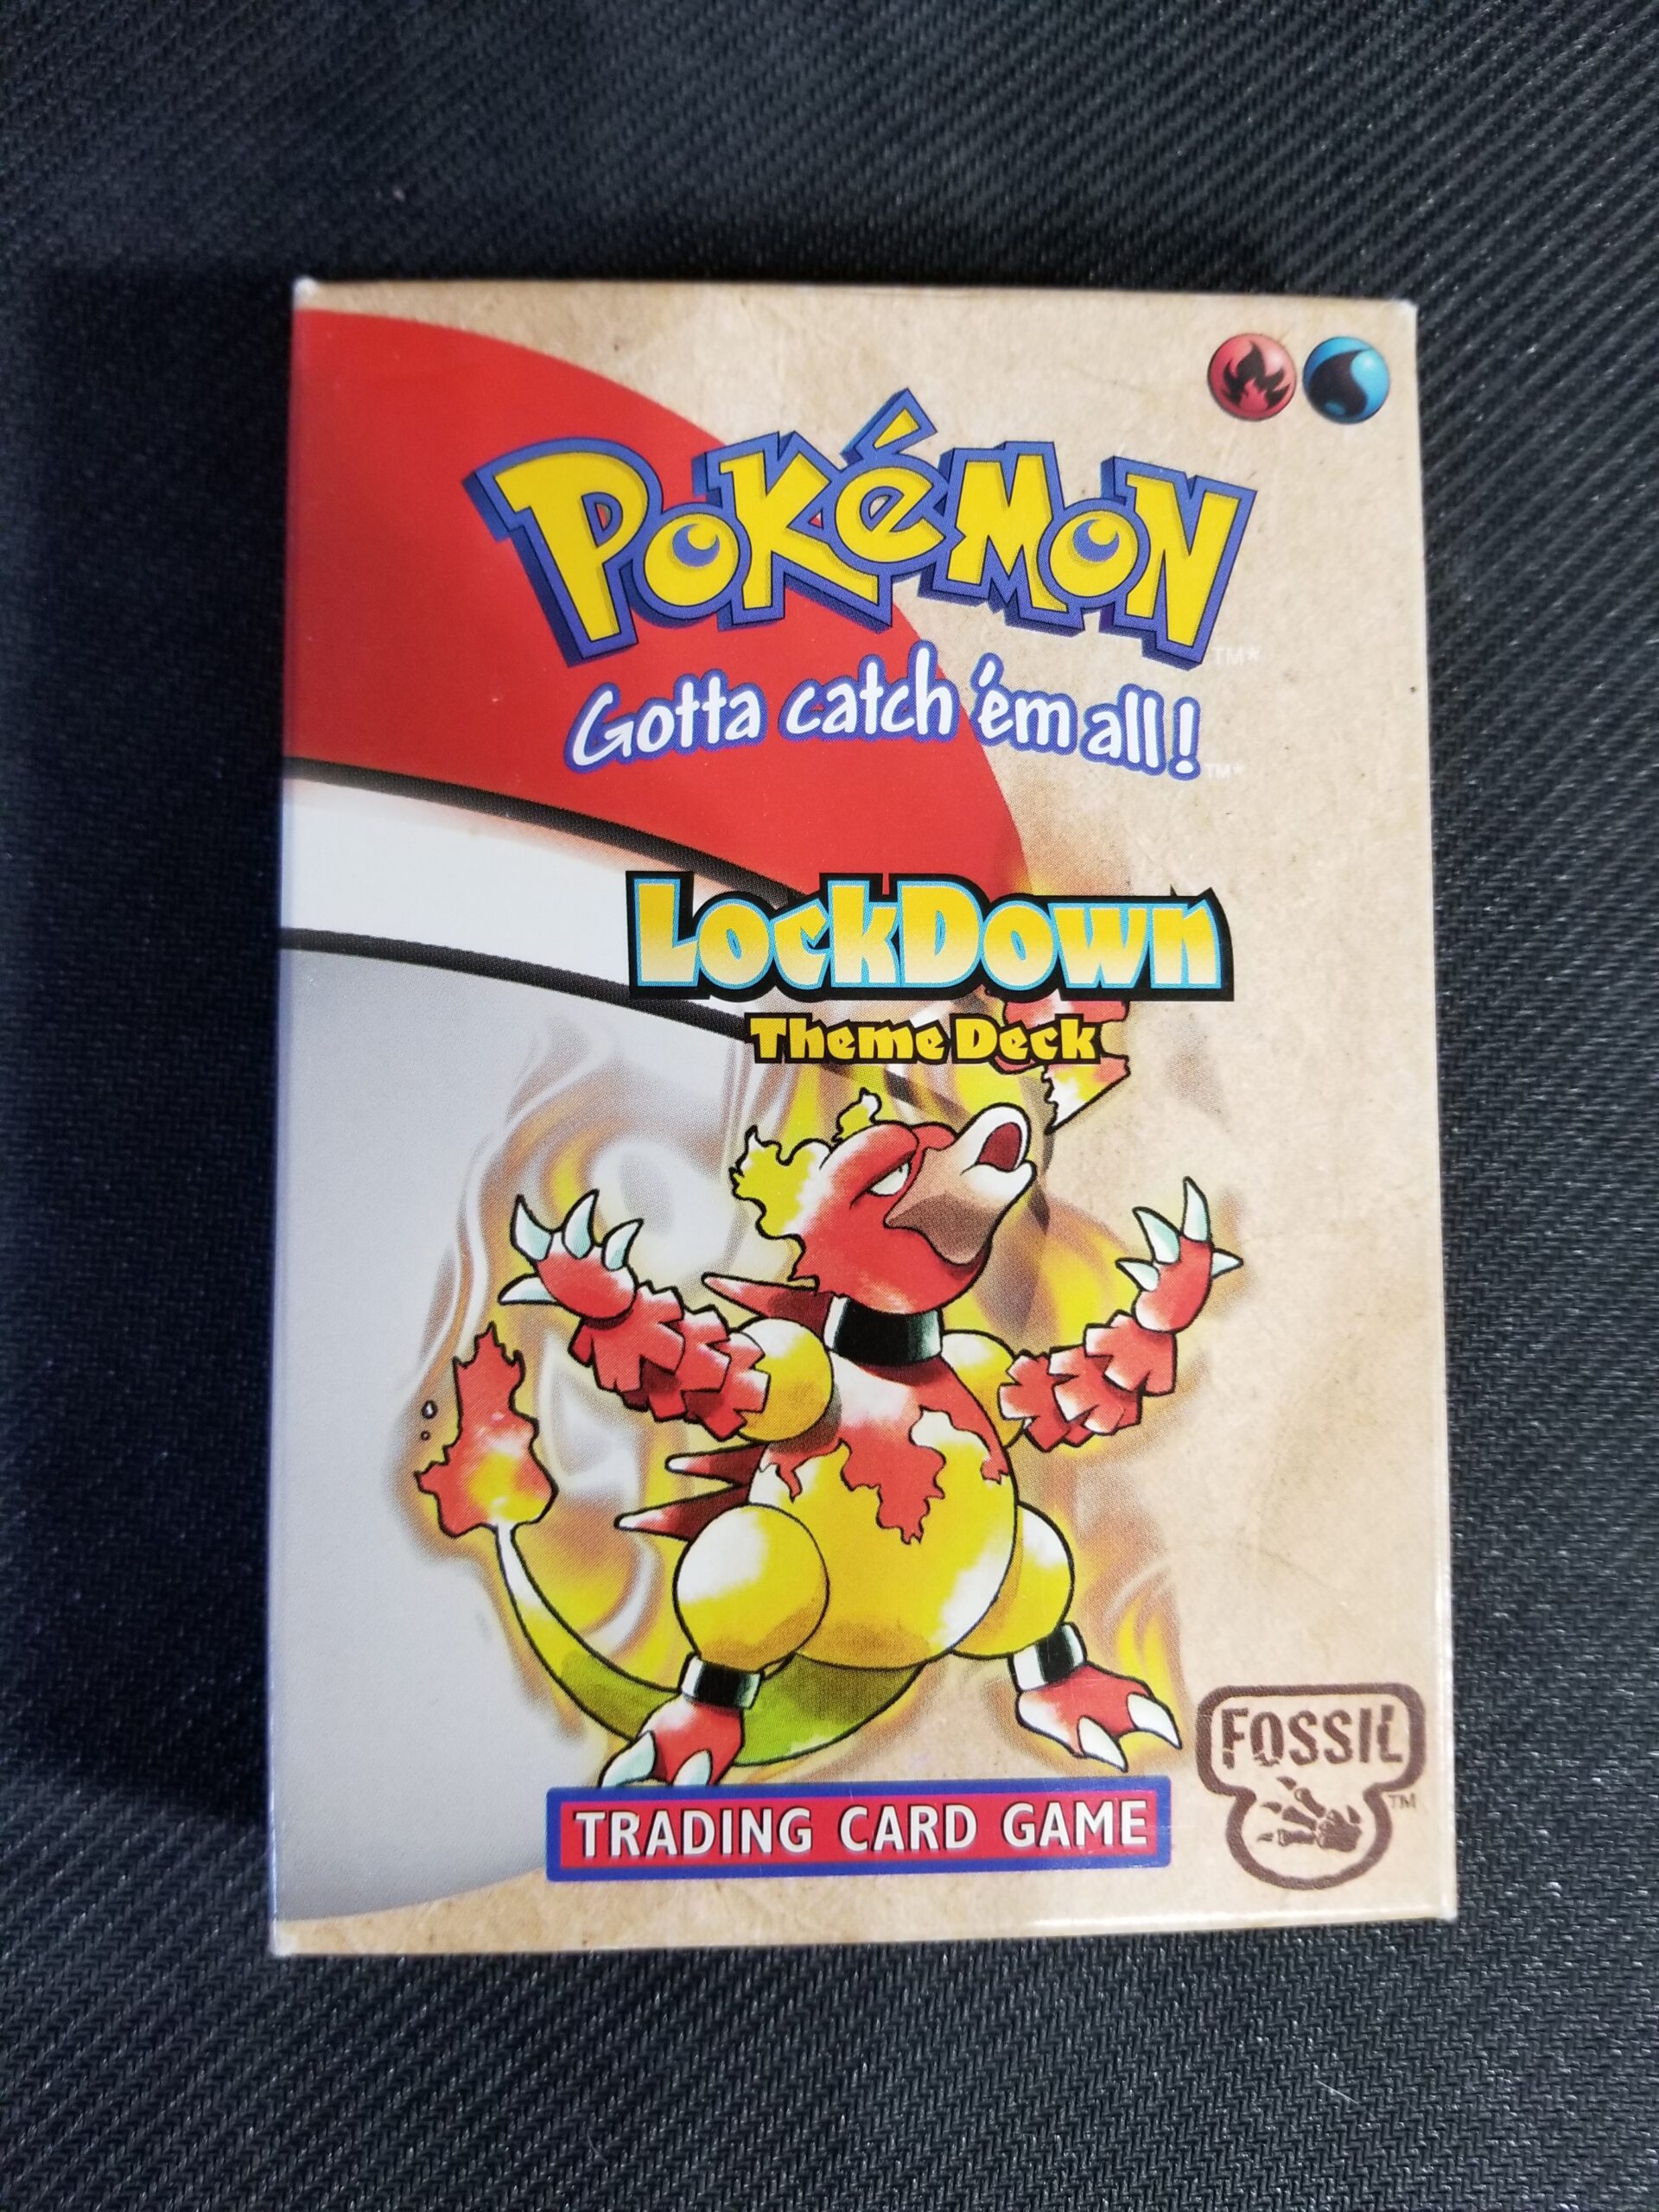 POKéMON
TM*
Gotta catch 'em all!
TM*
LockDown
Theme Deck
TRADING CARD GAME
FOSSIL
TM